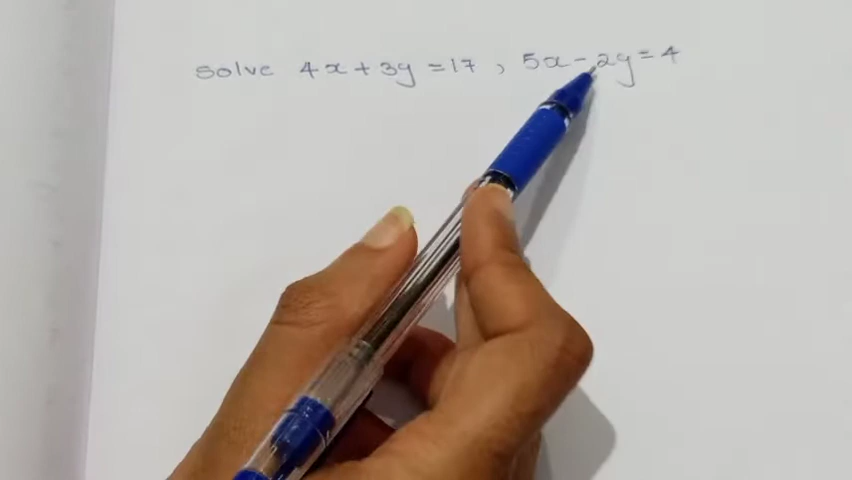 solve 4x + 3y = 17 , 5x - 2y = 4